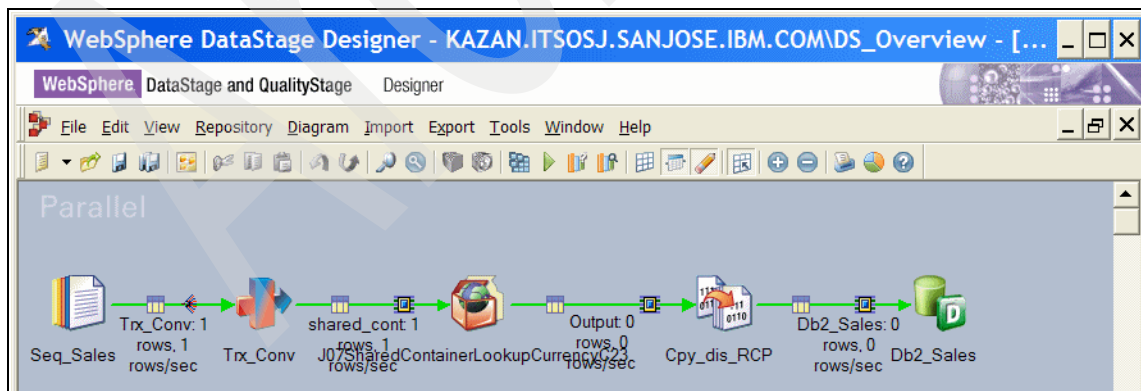 WebSphere DataStage Designer - KAZAN.ITSOSJ.SANJOSE.IBM.COM\DS_Overview - [...
WebSphere DataStage and QualityStage Designer
File Edit View Repository Diagram Import Export Tools Window Help
Parallel
Trx_Conv: 1
rows, 1
rows/sec
shared_cont: 1
rows, 1
rows/sec
Output: 0
rows, 0
rows/sec
Db2_Sales: 0
rows, 0
rows/sec
Seq_Sales
Trx_Conv
J07SharedContainerLookupCurrencyC23
Cpy_dis_RCP
Db2_Sales